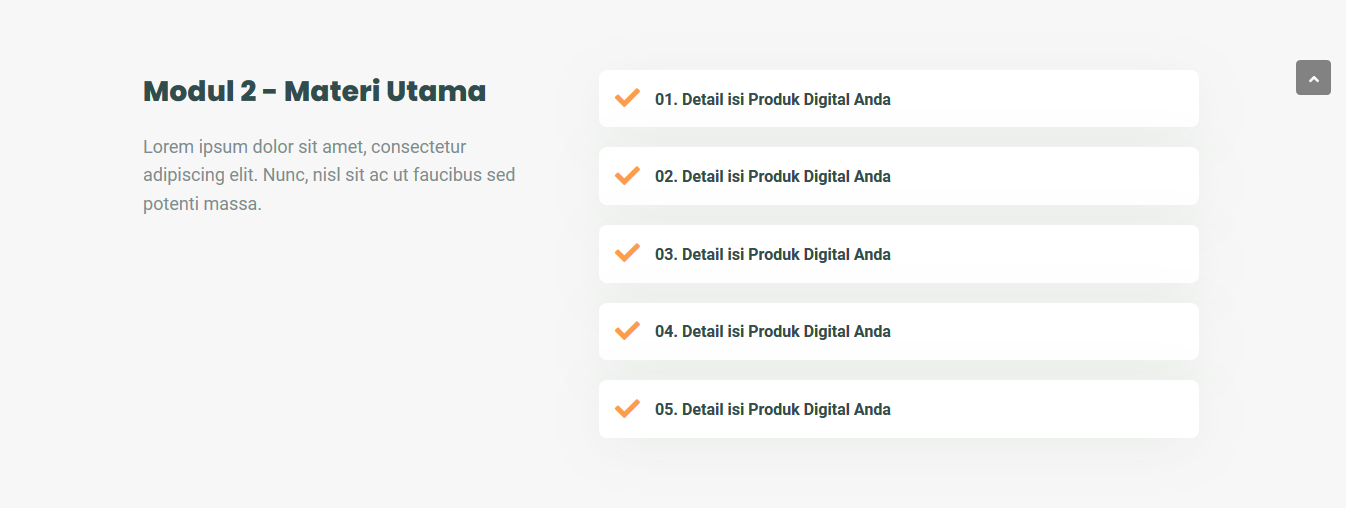 Modul 2 - Materi Utama
Lorem ipsum dolor sit amet, consectetur
adipiscing elit. Nunc, nisl sit ac ut faucibus sed
potenti massa.
01. Detail isi Produk Digital Anda
02. Detail isi Produk Digital Anda
03. Detail isi Produk Digital Anda
04. Detail isi Produk Digital Anda
05. Detail isi Produk Digital Anda